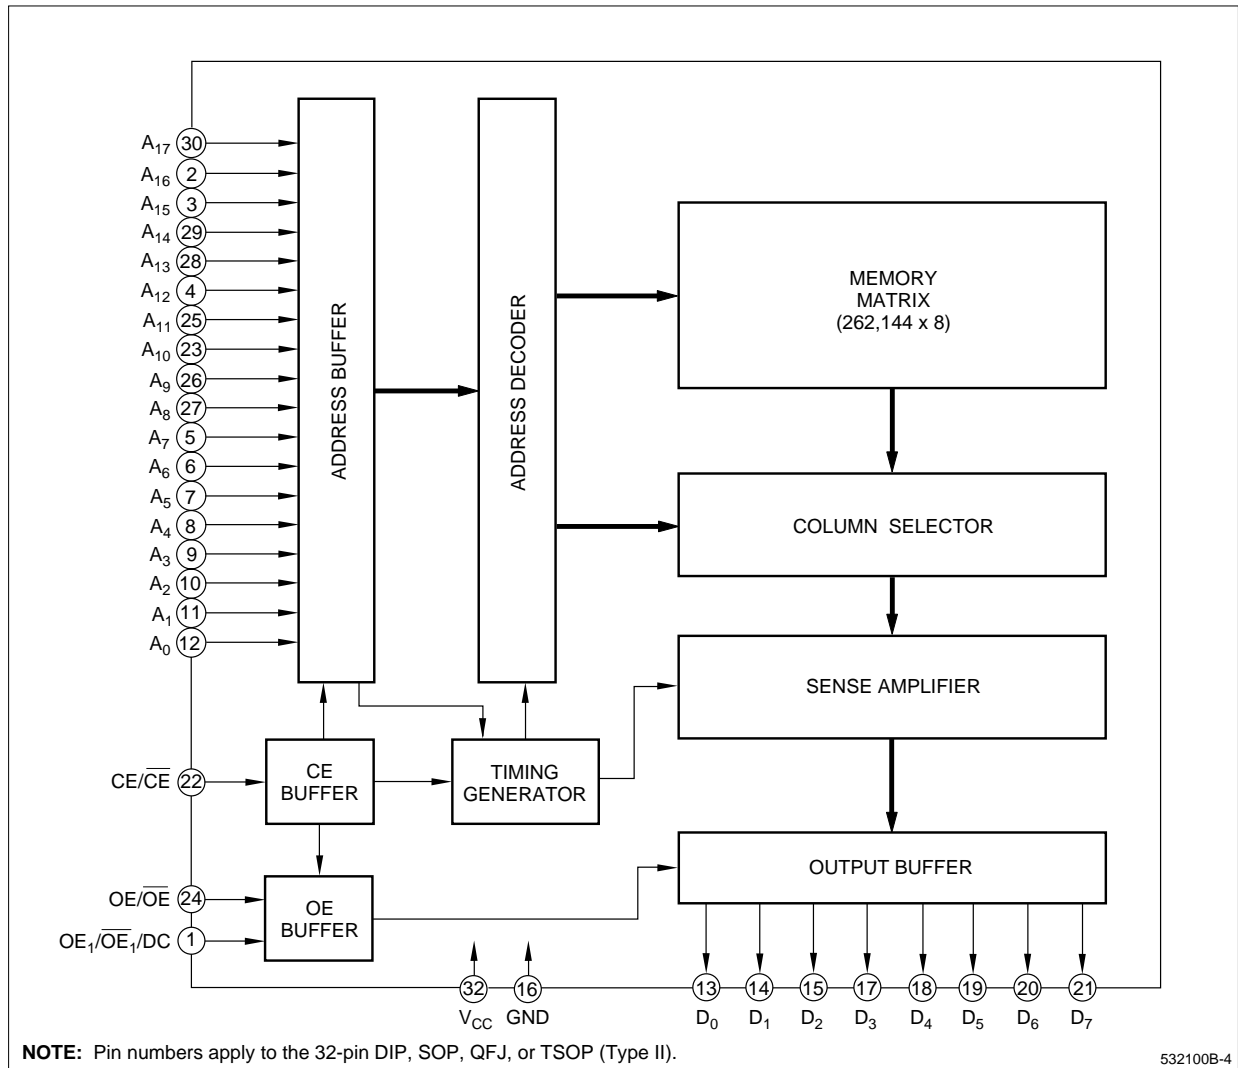 A17 30
A16 2
A15 3
A14 29
A13 28
A12 4
A11 25
A10 23
A9 26
A8 27
A7 5
A6 6
A5 7
A4 8
A3 9
A2 10
A1 11
A0 12
ADDRESS BUFFER
ADDRESS DECODER
MEMORY
MATRIX
(262,144 x 8)
COLUMN SELECTOR
SENSE AMPLIFIER
CE/C̅E̅ 22
CE
BUFFER
TIMING
GENERATOR
OUTPUT BUFFER
OE/O̅E̅ 24
OE1/O̅E̅1/DC 1
OE
BUFFER
32 16 13 14 15 17 18 19 20 21
VCC GND D0 D1 D2 D3 D4 D5 D6 D7
NOTE: Pin numbers apply to the 32-pin DIP, SOP, QFJ, or TSOP (Type II).
532100B-4